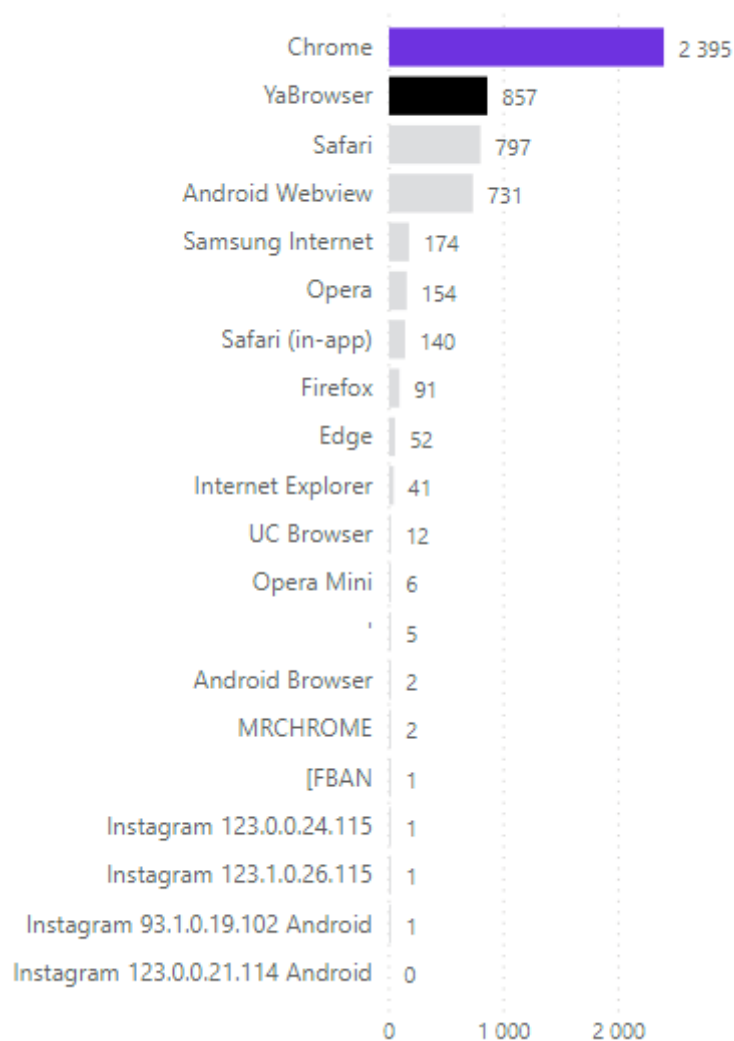 Chrome 2 395
YaBrowser 857
Safari 797
Android Webview 731
Samsung Internet 174
Opera 154
Safari (in-app) 140
Firefox 91
Edge 52
Internet Explorer 41
UC Browser 12
Opera Mini 6
' 5
Android Browser 2
MRCHROME 2
[FBAN 1
Instagram 123.0.0.24.115 1
Instagram 123.1.0.26.115 1
Instagram 93.1.0.19.102 Android 1
Instagram 123.0.0.21.114 Android 0
0 1 000 2 000